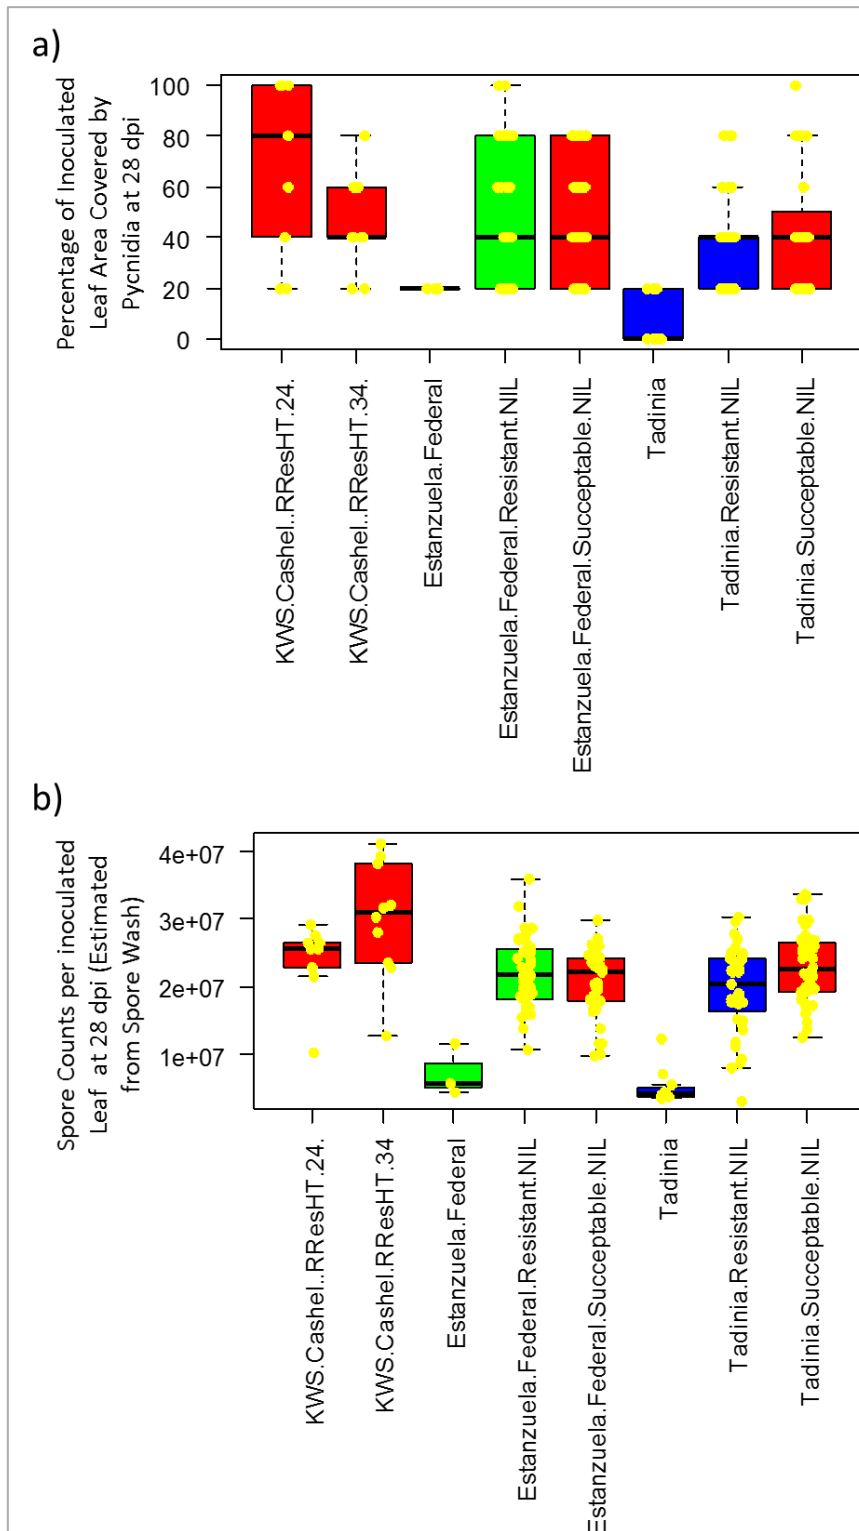 a)
Percentage of Inoculated
Leaf Area Covered by
Pycnidia at 28 dpi
100
80
60
40
20
0
KWS.Cashel..RResHT.24.
KWS.Cashel..RResHT.34.
Estanzuela.Federal
Estanzuela.Federal.Resistant.NIL
Estanzuela.Federal.Succeptable.NIL
Tadinia
Tadinia.Resistant.NIL
Tadinia.Succeptable.NIL
b)
Spore Counts per inoculated
Leaf at 28 dpi (Estimated
from Spore Wash)
4e+07
3e+07
2e+07
1e+07
KWS.Cashel..RResHT.24.
KWS.Cashel.RResHT.34
Estanzuela.Federal
Estanzuela.Federal.Resistant.NIL
Estanzuela.Federal.Succeptable.NIL
Tadinia
Tadinia.Resistant.NIL
Tadinia.Succeptable.NIL